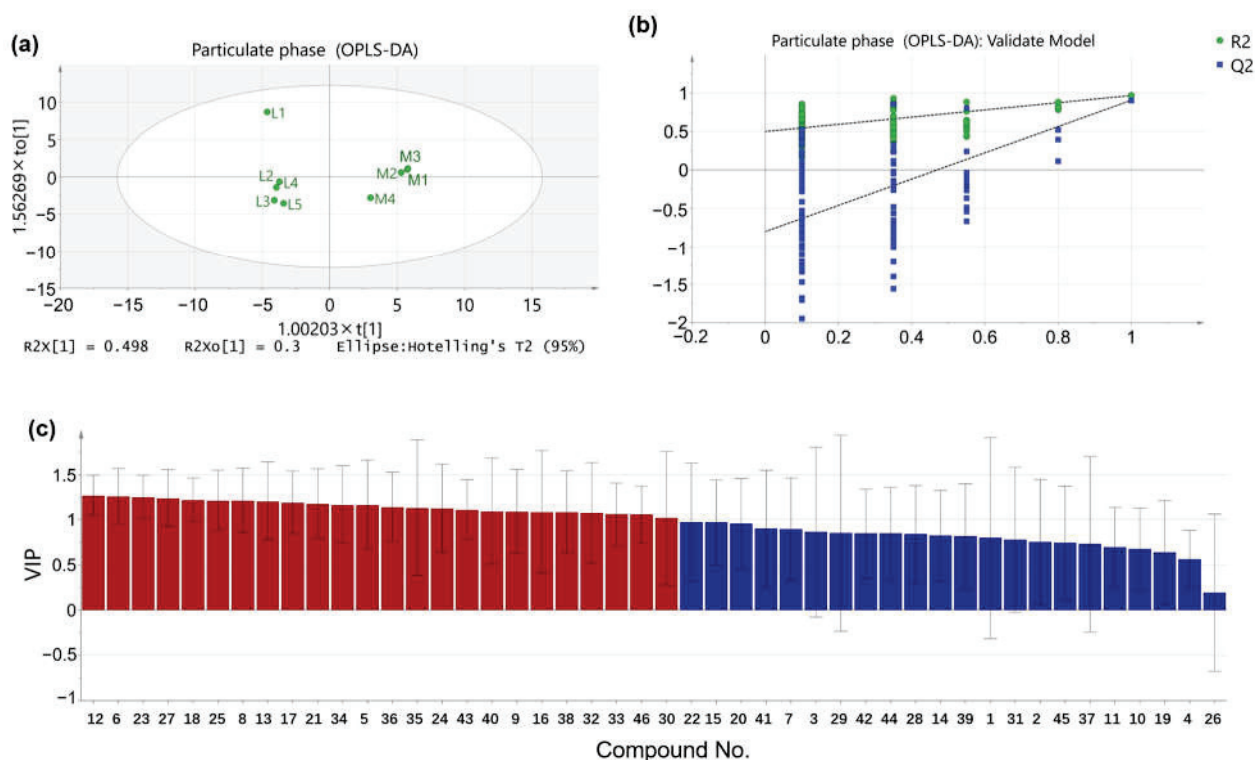 (a)
Particulate phase (OPLS-DA)
1.56269× to[1]
10
5
0
−5
−10
−15
L1
L2
L4
L3
L5
M3
M2
M1
M4
−20
−15
−10
−5
0
5
10
15
1.00203× t[1]
R2X[1] = 0.498 R2Xo[1] = 0.3 Ellipse:Hotelling's T2 (95%)
(b)
Particulate phase (OPLS-DA): Validate Model
R2
Q2
1
0.5
0
−0.5
−1
−1.5
−2
−0.2
0
0.2
0.4
0.6
0.8
1
(c)
VIP
1.5
1
0.5
0
−0.5
−1
12 6 23 27 18 25 8 13 17 21 34 5 36 35 24 43 40 9 16 38 32 33 46 30 22 15 20 41 7 3 29 42 44 28 14 39 1 31 2 45 37 11 10 19 4 26
Compound No.